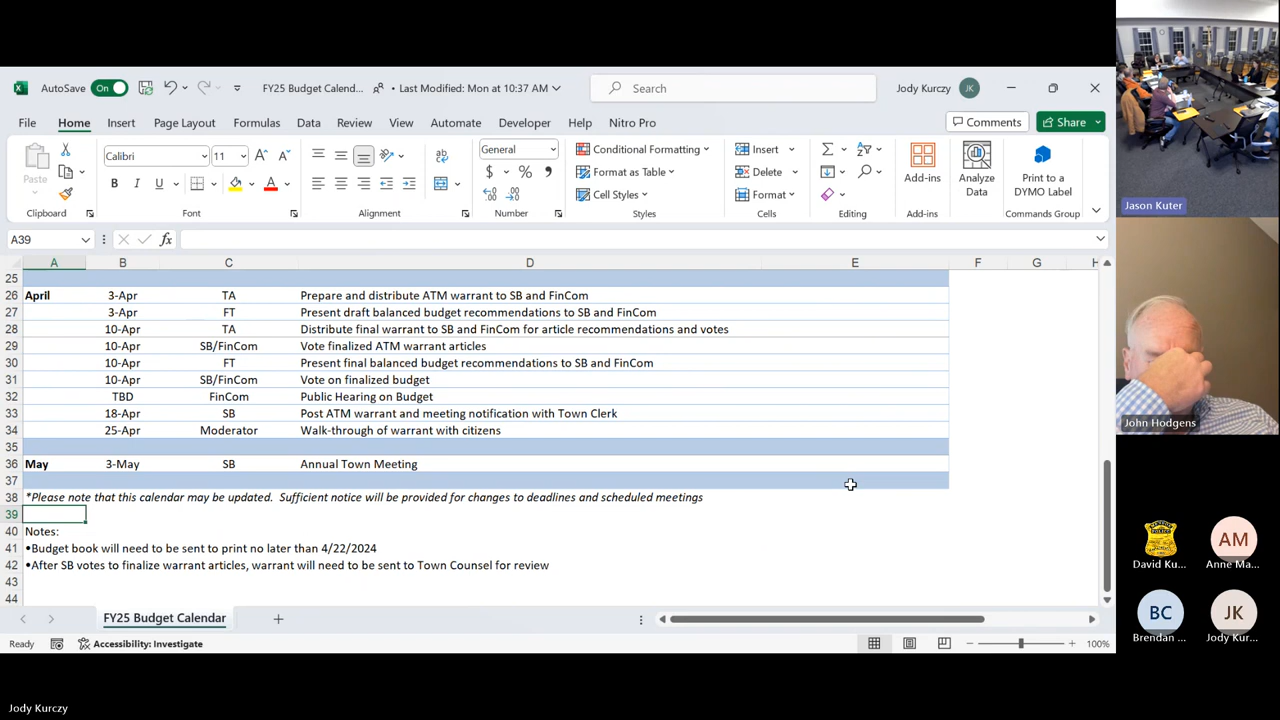 AutoSave On FY25 Budget Calend... • Last Modified: Mon at 10:37 AM Search Jody Kurczy JK
File Home Insert Page Layout Formulas Data Review View Automate Developer Help Nitro Pro Comments Share
Paste Calibri 11 A A General Conditional Formatting Insert
B I U A $ % , Format as Table Delete
Cell Styles Format
Add-ins Analyze Data Print to a DYMO Label
Clipboard Font Alignment Number Styles Cells Editing Add-ins Commands Group
A39 fx
A B C D E F G H
25
26 April 3-Apr TA Prepare and distribute ATM warrant to SB and FinCom
27 3-Apr FT Present draft balanced budget recommendations to SB and FinCom
28 10-Apr TA Distribute final warrant to SB and FinCom for article recommendations and votes
29 10-Apr SB/FinCom Vote finalized ATM warrant articles
30 10-Apr FT Present final balanced budget recommendations to SB and FinCom
31 10-Apr SB/FinCom Vote on finalized budget
32 TBD FinCom Public Hearing on Budget
33 18-Apr SB Post ATM warrant and meeting notification with Town Clerk
34 25-Apr Moderator Walk-through of warrant with citizens
35
36 May 3-May SB Annual Town Meeting
37
38 *Please note that this calendar may be updated. Sufficient notice will be provided for changes to deadlines and scheduled meetings
39
40 Notes:
41 •Budget book will need to be sent to print no later than 4/22/2024
42 •After SB votes to finalize warrant articles, warrant will need to be sent to Town Counsel for review
43
44
FY25 Budget Calendar
Ready Accessibility: Investigate 100%
Jody Kurczy
Jason Kuter
John Hodgens
AM
David Ku... Anne Ma...
BC JK
Brendan ... Jody Kur...